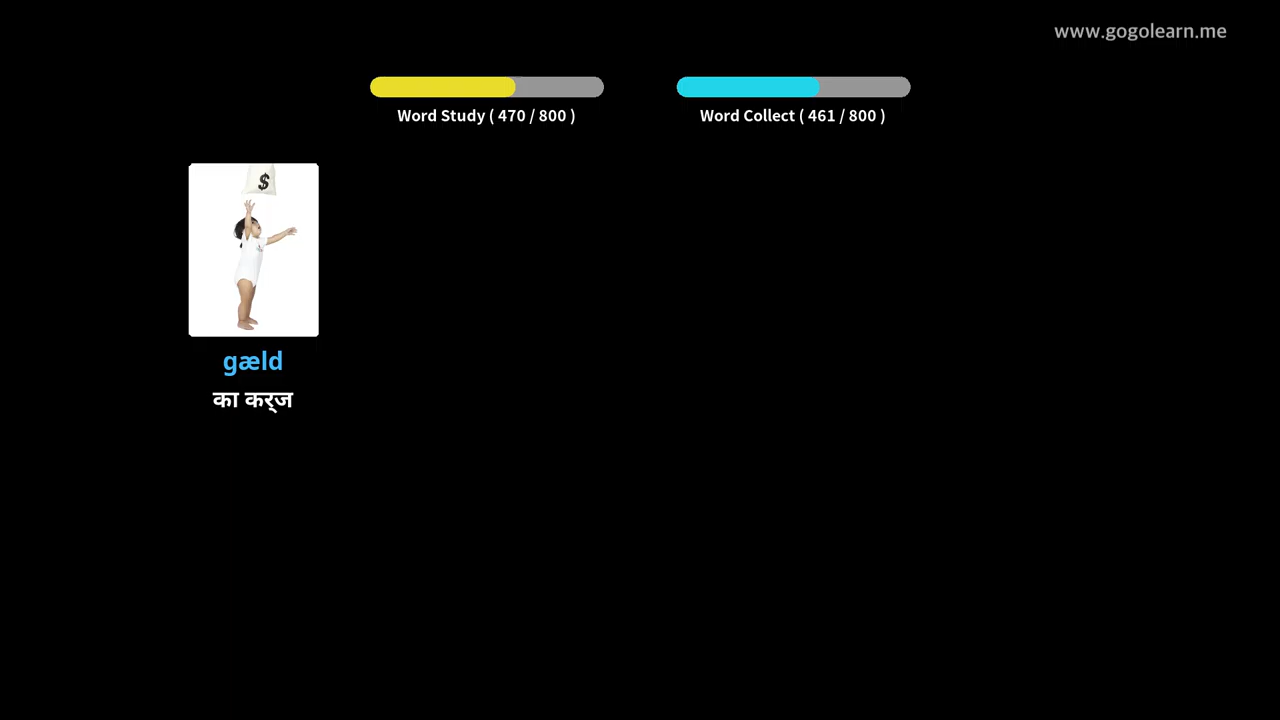 www.gogolearn.me
Word Study ( 470 / 800 )
Word Collect ( 461 / 800 )
$
gæld
का कर्‌ज